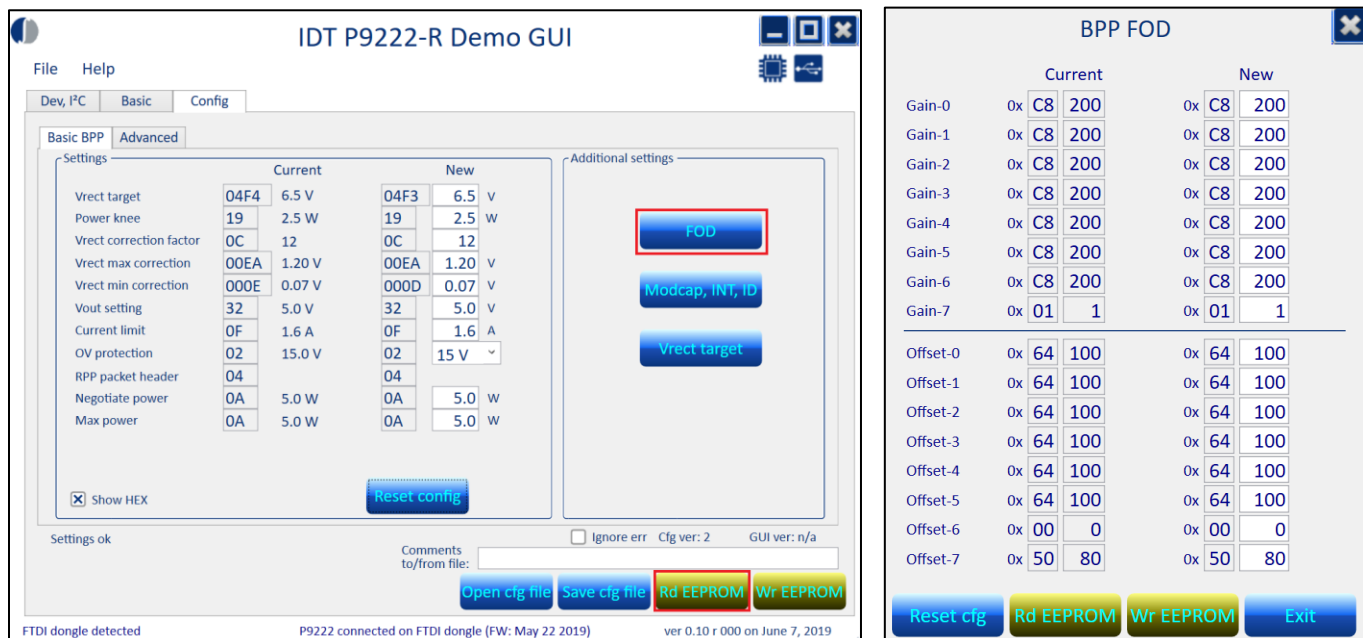 IDT P9222-R Demo GUI
File Help
Dev, I²C Basic Config
Basic BPP Advanced
Settings
Current New
Vrect target 04F4 6.5 V 04F3 6.5 V
Power knee 19 2.5 W 19 2.5 W
Vrect correction factor 0C 12 0C 12
Vrect max correction 00EA 1.20 V 00EA 1.20 V
Vrect min correction 000E 0.07 V 000D 0.07 V
Vout setting 32 5.0 V 32 5.0 V
Current limit 0F 1.6 A 0F 1.6 A
OV protection 02 15.0 V 02 15 V
RPP packet header 04 04
Negotiate power 0A 5.0 W 0A 5.0 W
Max power 0A 5.0 W 0A 5.0 W
Show HEX
Reset config
Additional settings
FOD
Modcap, INT, ID
Vrect target
Settings ok
Ignore err Cfg ver: 2 GUI ver: n/a
Comments
to/from file:
Open cfg file Save cfg file Rd EEPROM Wr EEPROM
FTDI dongle detected P9222 connected on FTDI dongle (FW: May 22 2019) ver 0.10 r 000 on June 7, 2019
BPP FOD
Current New
Gain-0 0x C8 200 0x C8 200
Gain-1 0x C8 200 0x C8 200
Gain-2 0x C8 200 0x C8 200
Gain-3 0x C8 200 0x C8 200
Gain-4 0x C8 200 0x C8 200
Gain-5 0x C8 200 0x C8 200
Gain-6 0x C8 200 0x C8 200
Gain-7 0x 01 1 0x 01 1
Offset-0 0x 64 100 0x 64 100
Offset-1 0x 64 100 0x 64 100
Offset-2 0x 64 100 0x 64 100
Offset-3 0x 64 100 0x 64 100
Offset-4 0x 64 100 0x 64 100
Offset-5 0x 64 100 0x 64 100
Offset-6 0x 00 0 0x 00 0
Offset-7 0x 50 80 0x 50 80
Reset cfg Rd EEPROM Wr EEPROM Exit